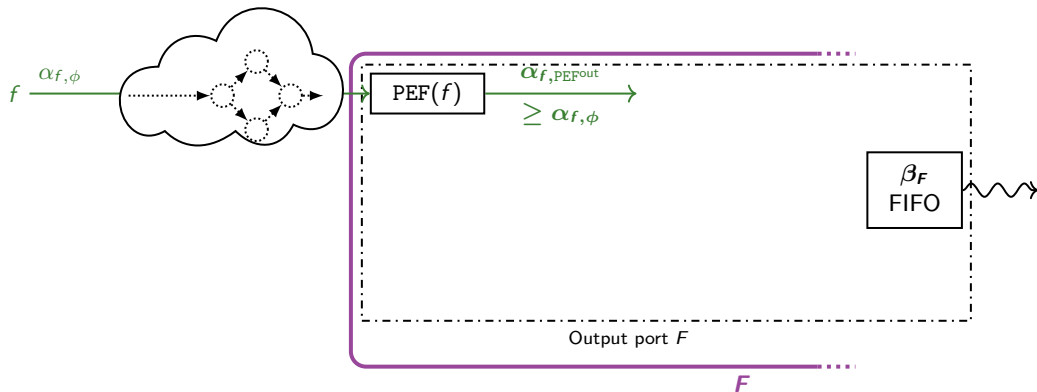 f
α_{f,ϕ}
PEF(f)
α_{f,PEF^{out}}
≥ α_{f,ϕ}
β_F
FIFO
Output port F
F